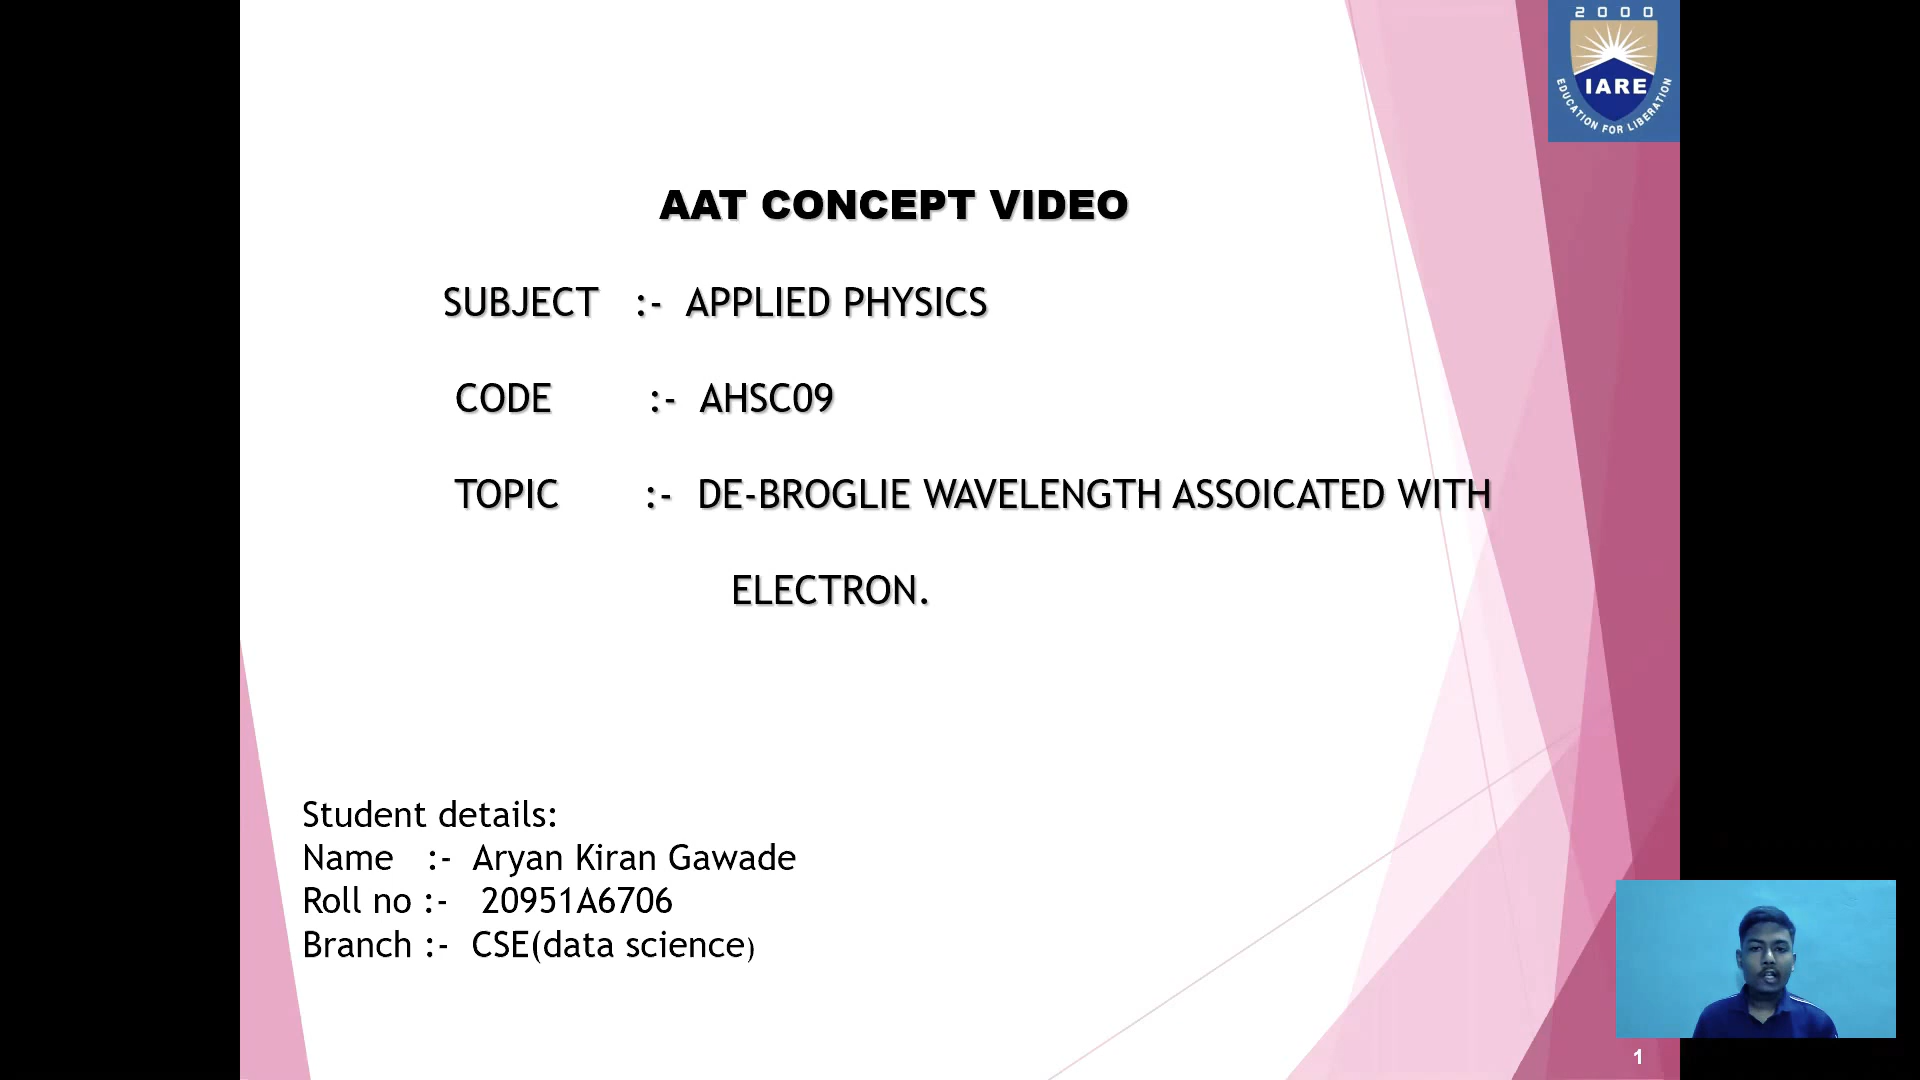 2000
IARE
EDUCATION FOR LIBERATION
AAT CONCEPT VIDEO
SUBJECT :- APPLIED PHYSICS
CODE :- AHSC09
TOPIC :- DE-BROGLIE WAVELENGTH ASSOICATED WITH
ELECTRON.
Student details:
Name :- Aryan Kiran Gawade
Roll no :- 20951A6706
Branch :- CSE(data science)
1